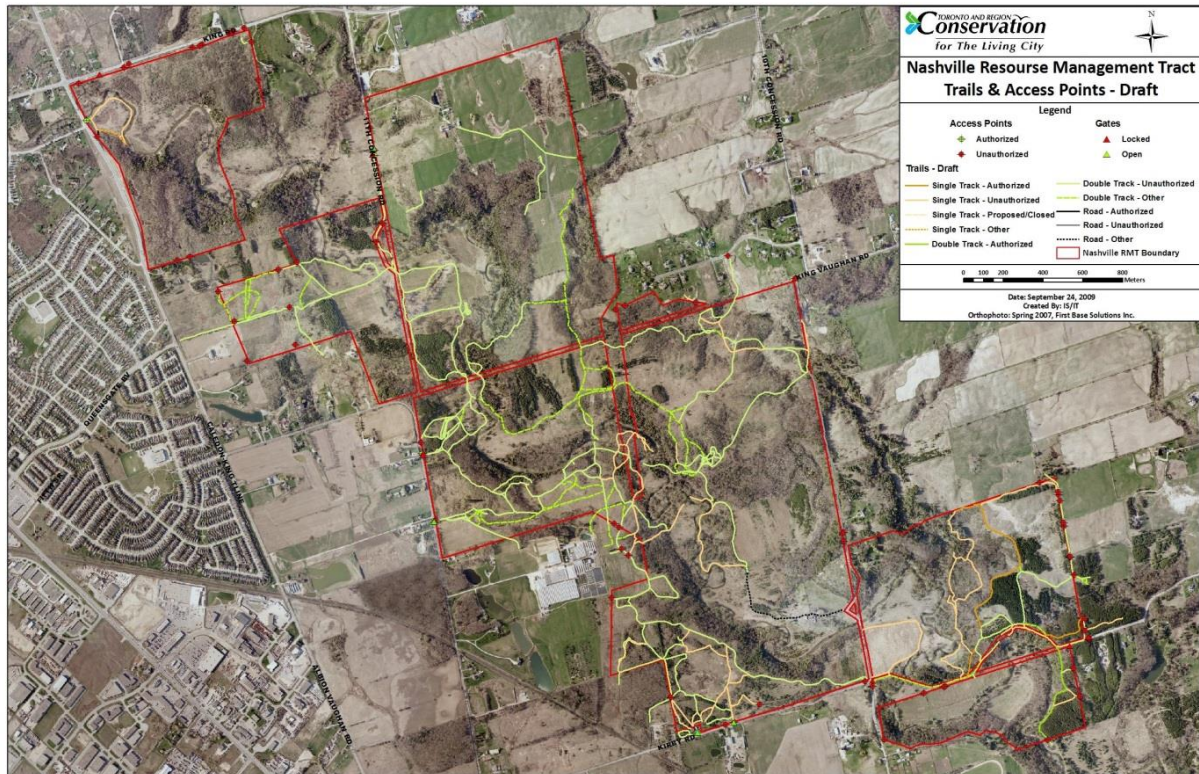 TORONTO AND REGION
Conservation
for The Living City
N
Nashville Resourse Management Tract
Trails & Access Points - Draft
Legend
Access Points
Authorized
Unauthorized
Gates
Locked
Open
Trails - Draft
Single Track - Authorized
Single Track - Unauthorized
Single Track - Proposed/Closed
Single Track - Other
Double Track - Authorized
Double Track - Unauthorized
Double Track - Other
Road - Authorized
Road - Unauthorized
Road - Other
Nashville RMT Boundary
0 100 200 400 600 800
Meters
Date: September 24, 2009
Created By: IS/IT
Orthophoto: Spring 2007, First Base Solutions Inc.
KING RD
11TH CONCESSION RD
10TH CONCESSION RD
KING VAUGHAN RD
ALBION VAUGHAN RD
KIRBY RD